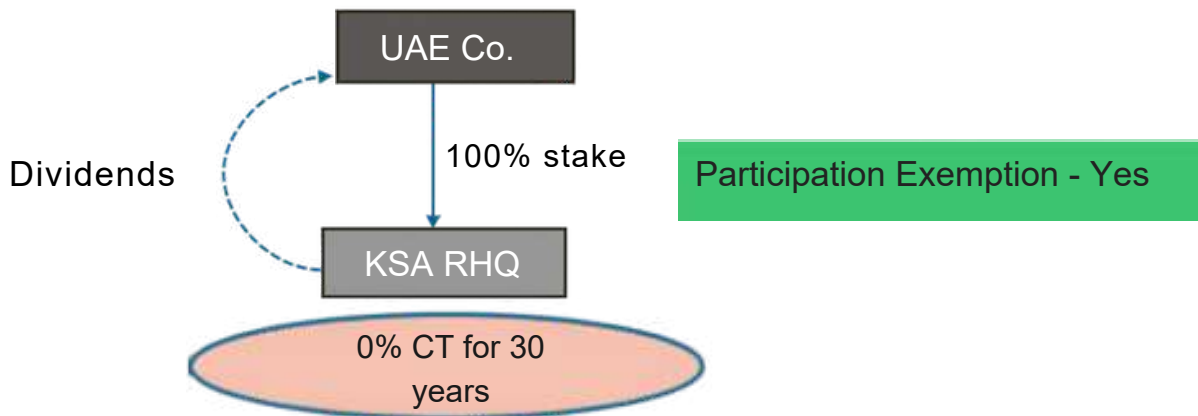 UAE Co.
Dividends
100% stake
Participation Exemption - Yes
KSA RHQ
0% CT for 30
years